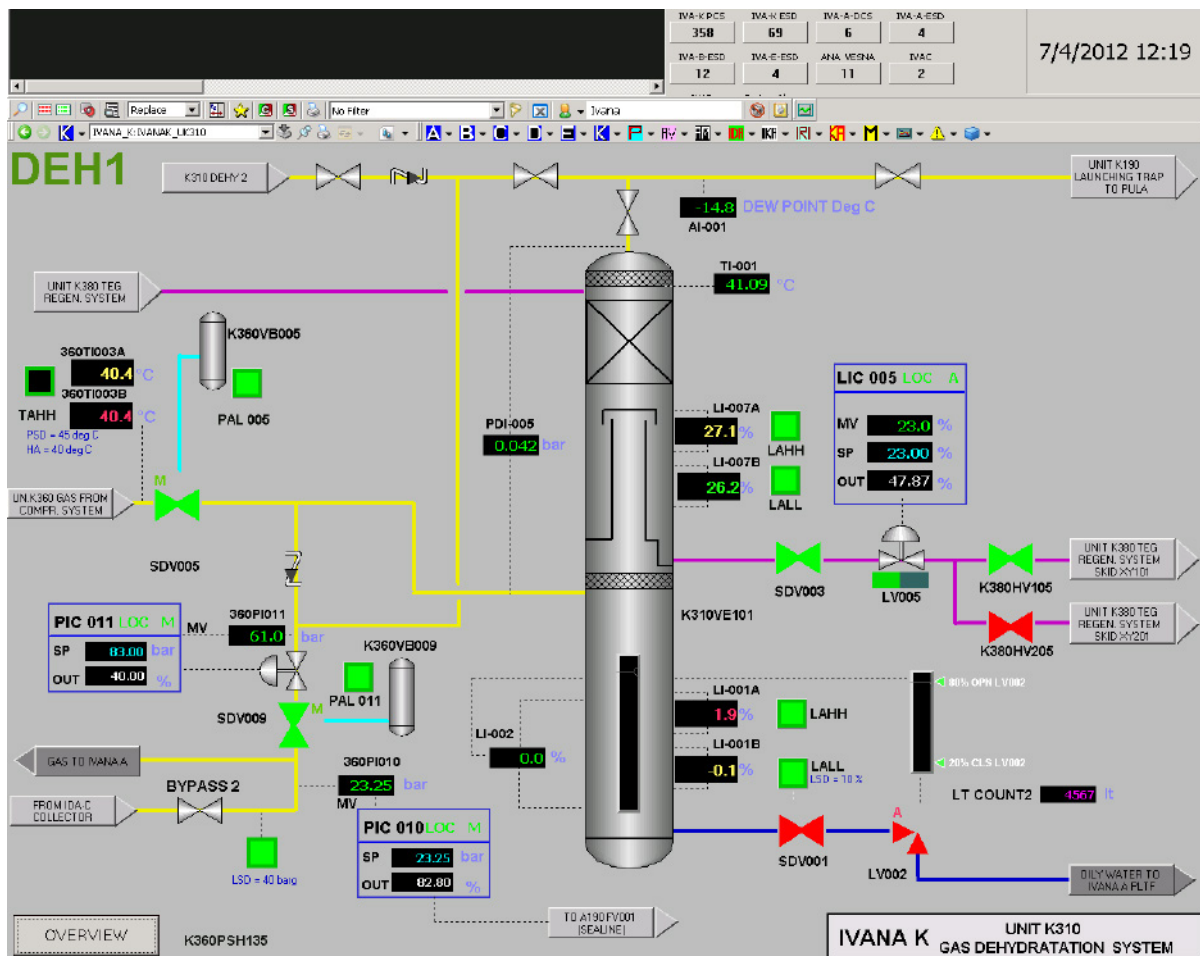 IVA-K PCS IVA-K ESD IVA-A-DCS IVA-A-ESD
358 69 6 4
IVA-B-ESD IVA-E-ESD ANA VESNA IVAC
12 4 11 2
7/4/2012 12:19
Replace No Filter Ivana
IVANA_K:IVANAK_UK310 A B C D E K P
DEH1
K310 DEHY 2
UNIT K190
LAUNCHING TRAP
TO PULA
-14.8 DEW POINT Deg C
AI-001
UNIT K380 TEG
REGEN. SYSTEM
TI-001
41.09 °C
K360VB005
360TI003A
40.4 °C
360TI003B
40.4 °C
TAHH
PSD = 45 deg C
HA = 40 deg C
PAL 005
LIC 005 LOC A
MV 23.0 %
SP 23.00 %
OUT 47.87 %
PDI-005
0.042 bar
LI-007A
27.1 %
LAHH
LI-007B
26.2 %
LALL
M
UN.K360 GAS FROM
COMPR. SYSTEM
SDV005
SDV003
LV005
K380HV105
UNIT K380 TEG
REGEN. SYSTEM
SKID XY101
K310VE101
K380HV205
UNIT K380 TEG
REGEN. SYSTEM
SKID XY201
PIC 011 LOC M
SP 83.00 bar
OUT 40.00 %
360PI011
MV 61.0 bar
K360VB009
PAL 011
SDV009
M
80% OPN LV002
20% CLS LV002
LI-001A
1.9 %
LAHH
LI-002
0.0 %
LI-001B
-0.1 %
LALL
LSD = 10 %
LT COUNT2 4567 lt
GAS TO IVANA A
BYPASS 2
FROM IDA-C
COLLECTOR
360PI010
23.25 bar
MV
LSD = 40 barg
PIC 010 LOC M
SP 23.25 bar
OUT 82.80 %
SDV001
A
LV002
OILY WATER TO
IVANA A PLTF
TO A190 FV001
(SEALINE)
OVERVIEW
K360PSH135
IVANA K
UNIT K310
GAS DEHYDRATATION SYSTEM